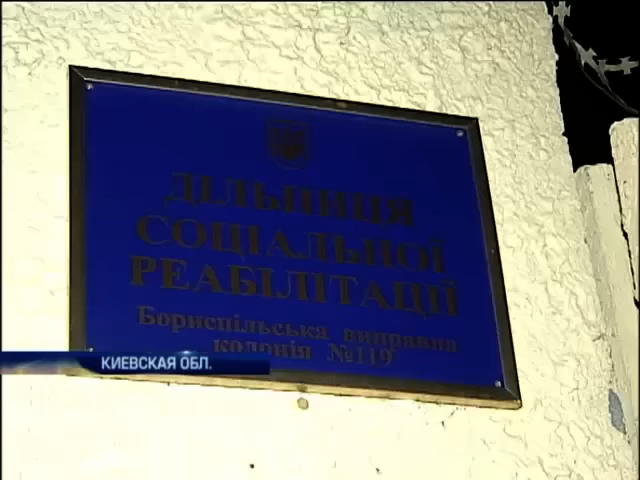 ДІЛЬНИЦЯ
СОЦІАЛЬНОЇ
РЕАБІЛІТАЦІЇ
Бориспільська виправна
колонія №119
КИЕВСКАЯ ОБЛ.